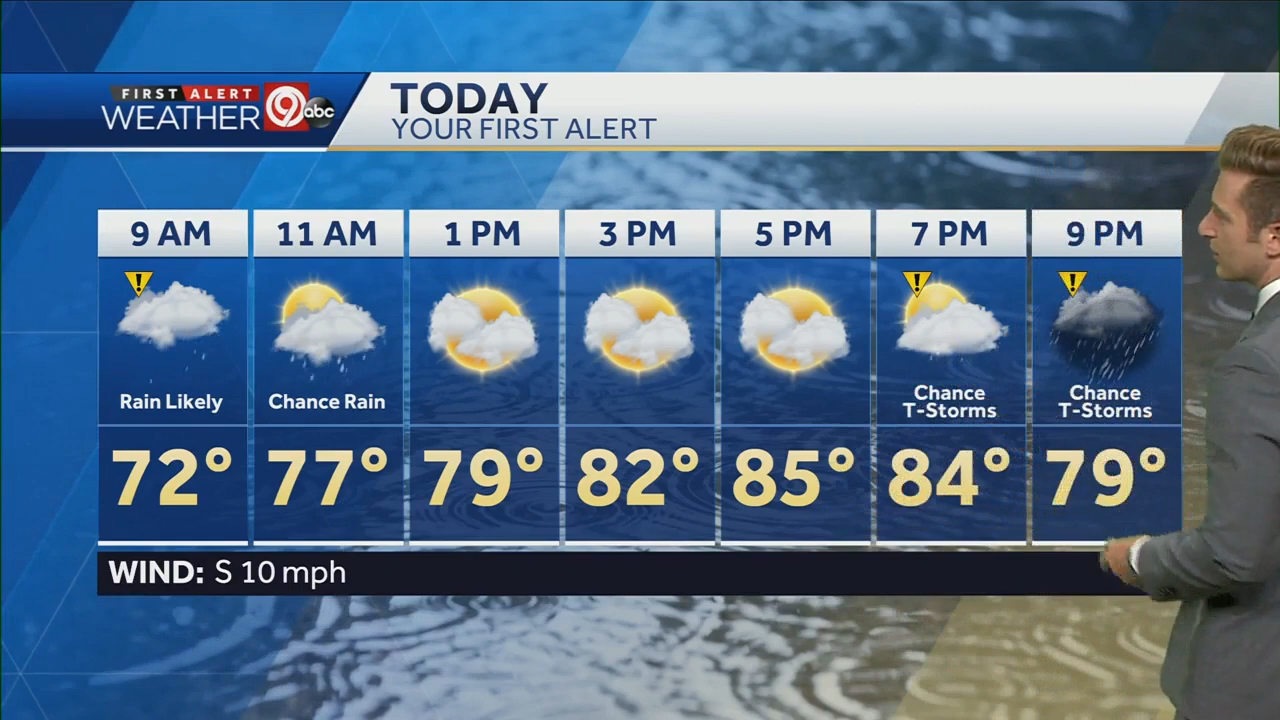 FIRST ALERT
WEATHER 9 abc
TODAY
YOUR FIRST ALERT
9 AM
11 AM
1 PM
3 PM
5 PM
7 PM
9 PM
!
!
!
Rain Likely
Chance Rain
Chance
T-Storms
Chance
T-Storms
72°
77°
79°
82°
85°
84°
79°
WIND: S 10 mph